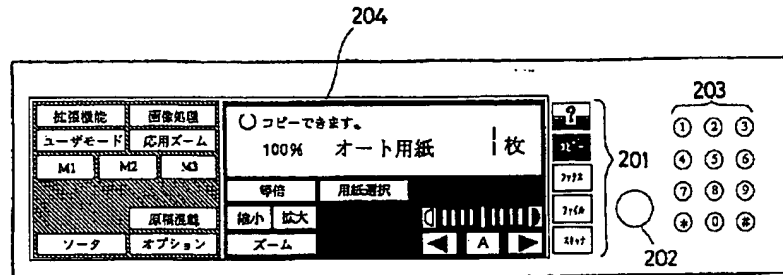 204
203
拡張機能 画像処理
ユーザモード 応用ズーム
M1 M2 M3
原稿混載
ソータ オプション
コピーできます。
100% オート用紙 1枚
等倍 用紙選択
縮小 拡大
ズーム
◀ A ▶
?
コピー
ファクス
ファイル
スキャナ
201
202
1 2 3
4 5 6
7 8 9
* 0 #